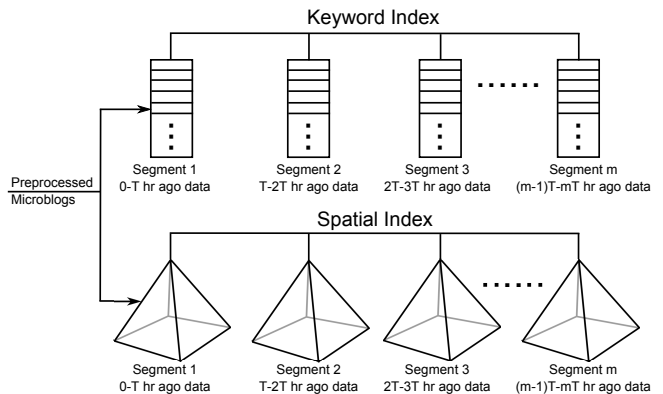 Keyword Index
Segment 1
0-T hr ago data
Segment 2
T-2T hr ago data
Segment 3
2T-3T hr ago data
Segment m
(m-1)T-mT hr ago data
Preprocessed
Microblogs
Spatial Index
Segment 1
0-T hr ago data
Segment 2
T-2T hr ago data
Segment 3
2T-3T hr ago data
Segment m
(m-1)T-mT hr ago data